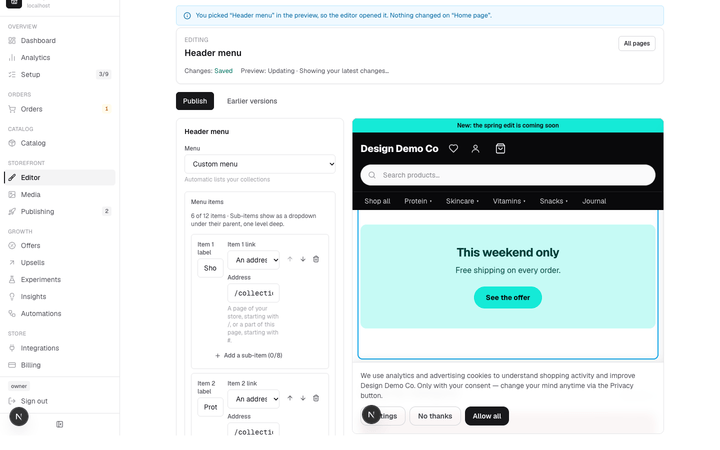 localhost
OVERVIEW
Dashboard
Analytics
Setup 3/9
ORDERS
Orders 1
CATALOG
Catalog
STOREFRONT
Editor
Media
Publishing 2
GROWTH
Offers
Upsells
Experiments
Insights
Automations
STORE
Integrations
Billing
owner
Sign out
N
You picked “Header menu” in the preview, so the editor opened it. Nothing changed on “Home page”.
EDITING
Header menu
All pages
Changes: Saved Preview: Updating · Showing your latest changes…
Publish Earlier versions
Header menu
Menu
Custom menu
Automatic lists your collections
Menu items
6 of 12 items · Sub-items show as a dropdown
under their parent, one level deep.
Item 1 label
Sho
Item 1 link
An addres
Address
/collectio
A page of your
store, starting with
/, or a part of this
page, starting with
#.
+ Add a sub-item (0/8)
Item 2 label
Prot
Item 2 link
An addres
Address
/collectio
New: the spring edit is coming soon
Design Demo Co
Search products…
Shop all Protein Skincare Vitamins Snacks Journal
This weekend only
Free shipping on every order.
See the offer
We use analytics and advertising cookies to understand shopping activity and improve
Design Demo Co. Only with your consent — change your mind anytime via the Privacy
button.
N
tings No thanks Allow all